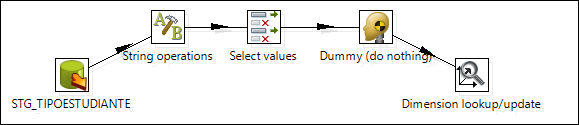 A B
String operations
Select values
Dummy (do nothing)
STG_TIPOESTUDIANTE
Dimension lookup/update